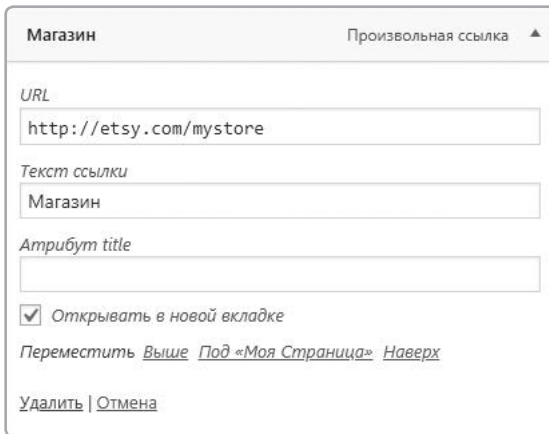 Магазин Произвольная ссылка
URL
http://etsy.com/mystore
Текст ссылки
Магазин
Атрибут title
Открывать в новой вкладке
Переместить Выше Под «Моя Страница» Наверх
Удалить | Отмена